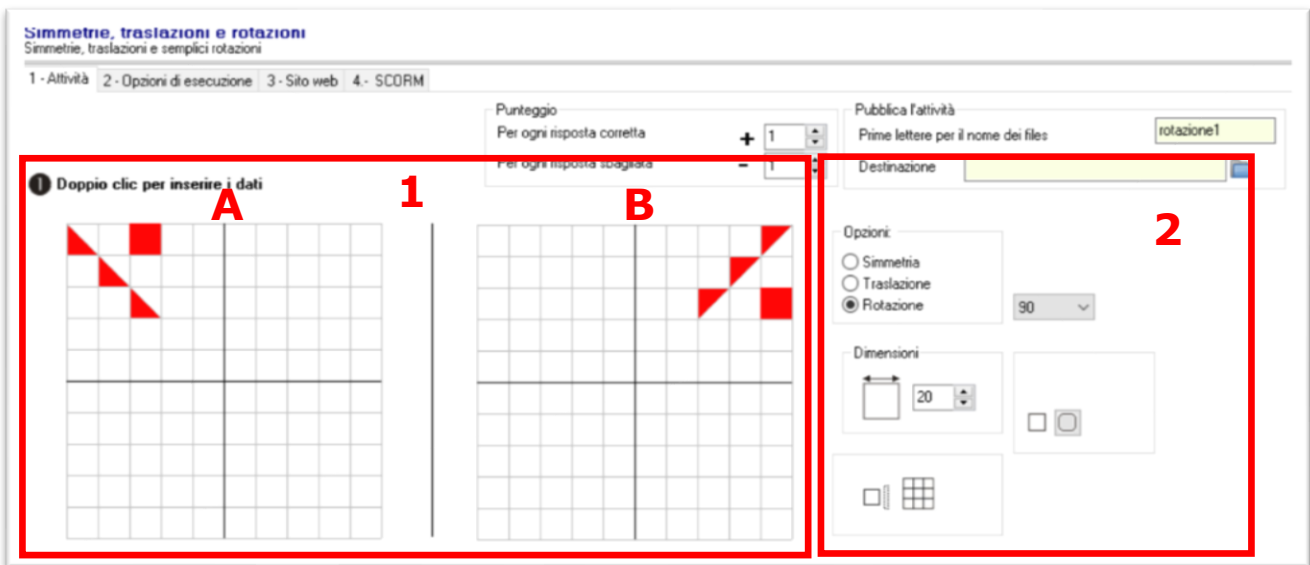 Simmetrie, traslazioni e rotazioni
Simmetrie, traslazioni e semplici rotazioni
1 - Attività 2 - Opzioni di esecuzione 3 - Sito web 4.- SCORM
Punteggio
Per ogni risposta corretta + 1
Per ogni risposta sbagliata - 1
Pubblica l'attività
Prime lettere per il nome dei files rotazione1
Destinazione
1 Doppio clic per inserire i dati
A
1
B
2
Opzioni:
Simmetria
Traslazione
Rotazione 90
Dimensioni
20